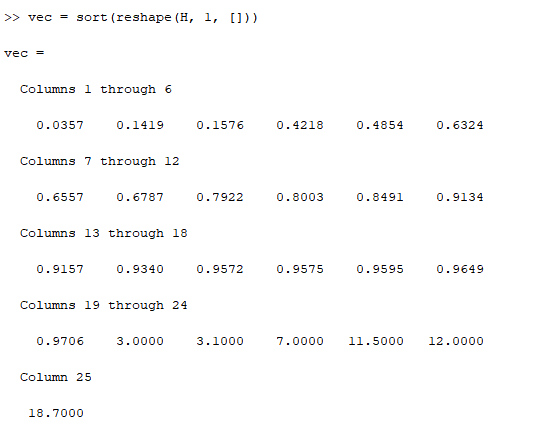 >> vec = sort(reshape(H, 1, []))
vec =
Columns 1 through 6
0.0357 0.1419 0.1576 0.4218 0.4854 0.6324
Columns 7 through 12
0.6557 0.6787 0.7922 0.8003 0.8491 0.9134
Columns 13 through 18
0.9157 0.9340 0.9572 0.9575 0.9595 0.9649
Columns 19 through 24
0.9706 3.0000 3.1000 7.0000 11.5000 12.0000
Column 25
18.7000